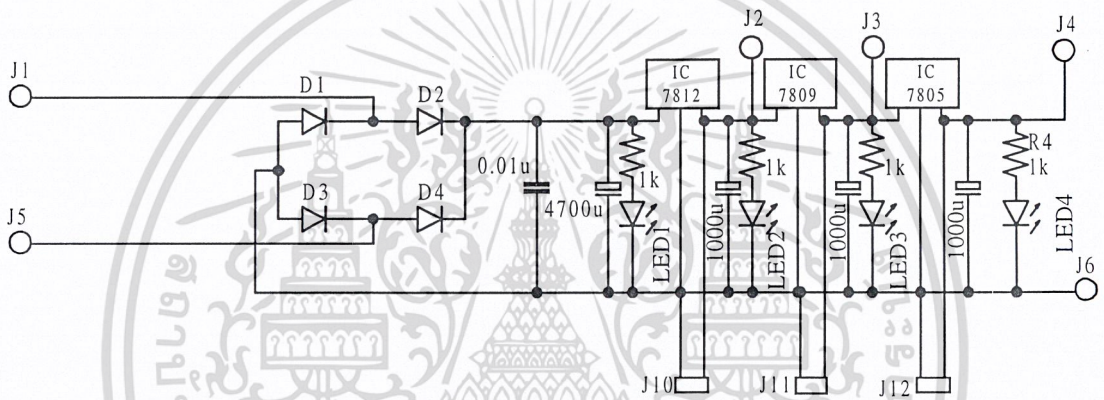 J1
D1
D2
D3
D4
J5
0.01u
4700u
1k
LED1
IC
7812
1000u
J2
1k
LED2
IC
7809
1000u
J3
1k
LED3
IC
7805
1000u
R4
1k
LED4
J4
J6
J10
J11
J12